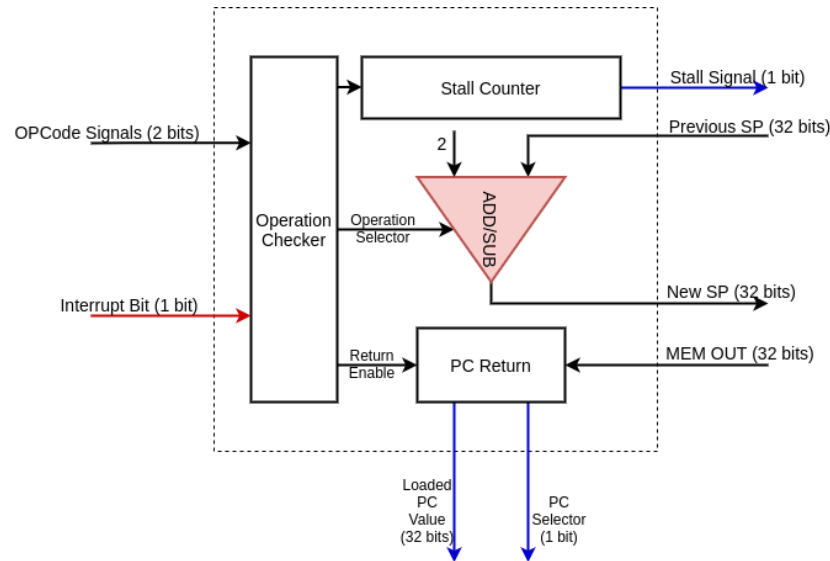 Stall Counter
Stall Signal (1 bit)
OPCode Signals (2 bits)
2
Previous SP (32 bits)
Operation
Checker
Operation
Selector
ADD/SUB
Interrupt Bit (1 bit)
New SP (32 bits)
Return
Enable
PC Return
MEM OUT (32 bits)
Loaded
PC
Value
(32 bits)
PC
Selector
(1 bit)